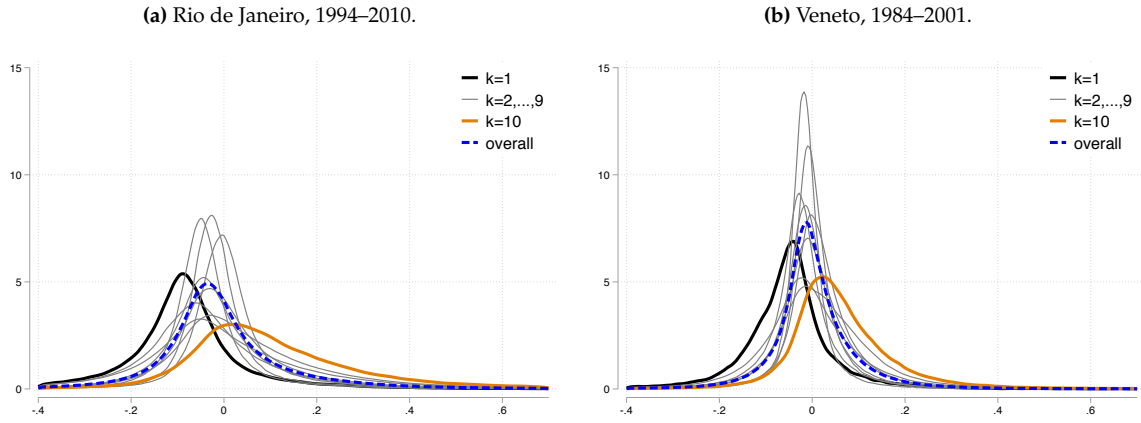 (a) Rio de Janeiro, 1994–2010.
15
10
5
0
-.4 -.2 0 .2 .4 .6
k=1
k=2,...,9
k=10
overall
(b) Veneto, 1984–2001.
15
10
5
0
-.4 -.2 0 .2 .4 .6
k=1
k=2,...,9
k=10
overall